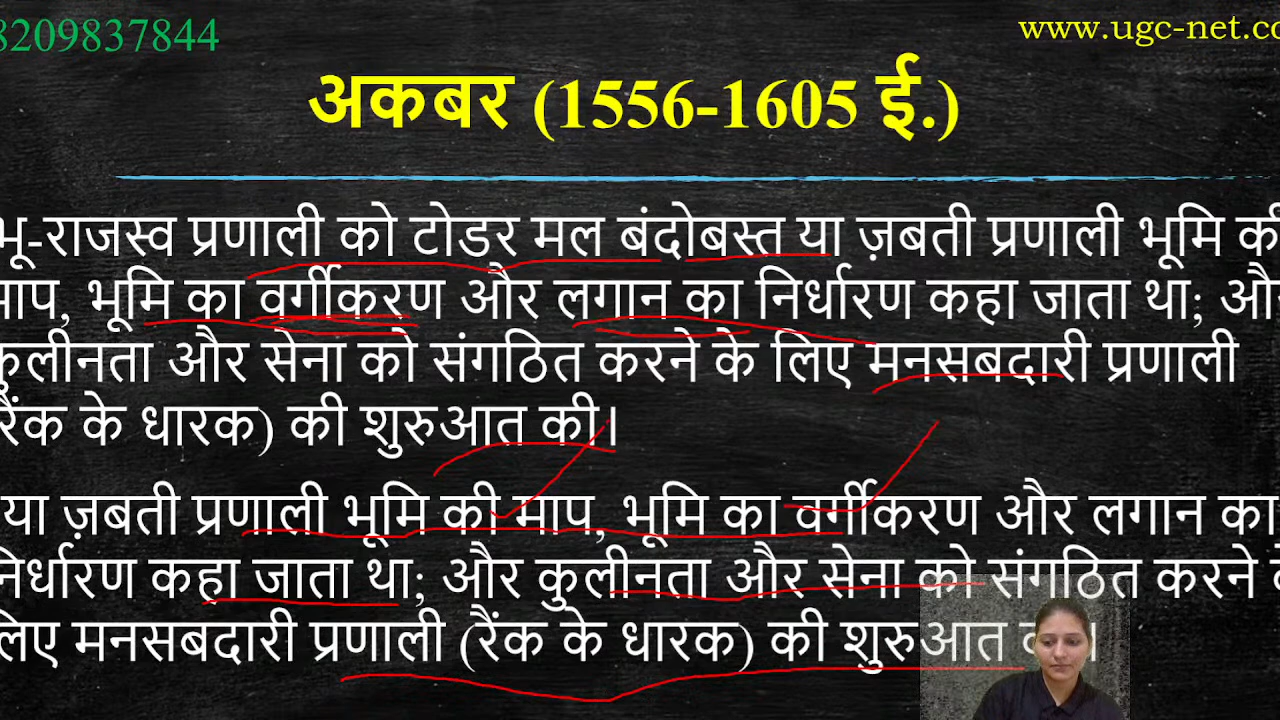 8209837844
www.ugc-net.co
अकबर (1556-1605 ई.)
भू-राजस्व प्रणाली को टोडर मल बंदोबस्त या ज़बती प्रणाली भूमि की
माप, भूमि का वर्गीकरण और लगान का निर्धारण कहा जाता था; और
कुलीनता और सेना को संगठित करने के लिए मनसबदारी प्रणाली
रैंक के धारक) की शुरुआत की।
या ज़बती प्रणाली भूमि की माप, भूमि का वर्गीकरण और लगान का
निर्धारण कहा जाता था; और कुलीनता और सेना को संगठित करने के
लिए मनसबदारी प्रणाली (रैंक के धारक) की शुरुआत